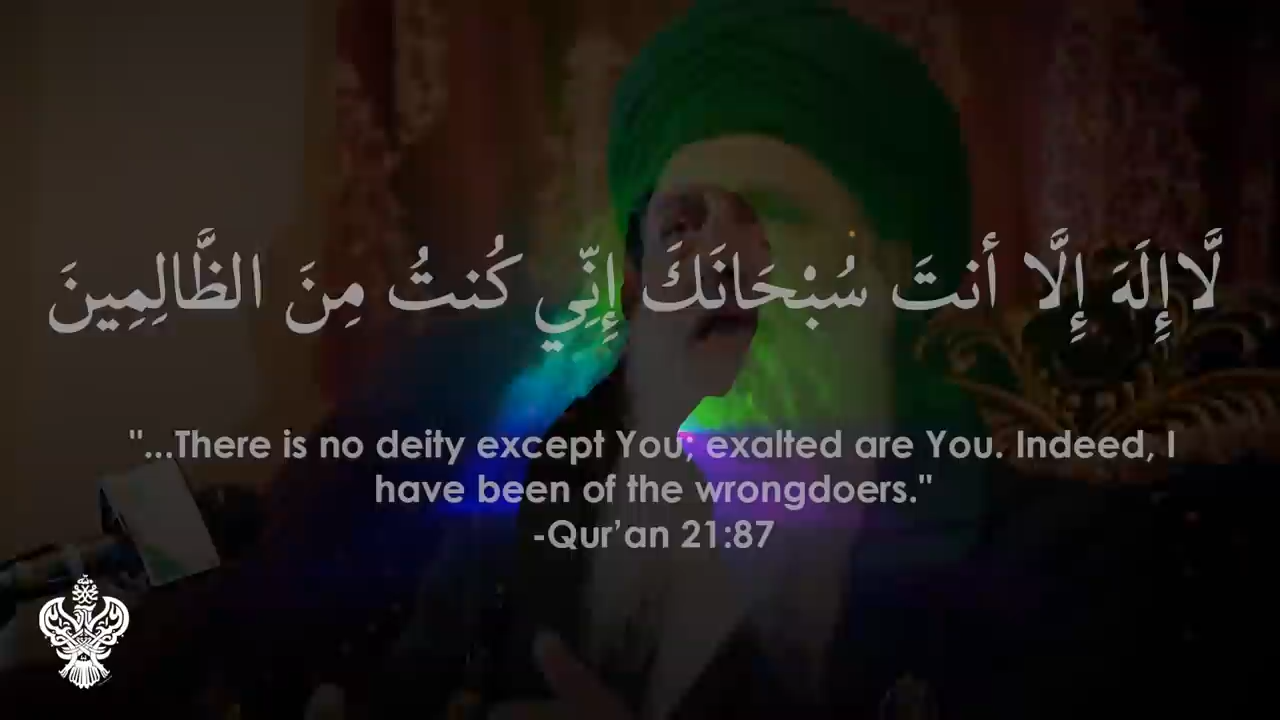 لَّاإِلَهَ إِلَّا أنتَ سُبْحَانَكَ إِنِّي كُنتُ مِنَ الظَّالِمِينَ
"...There is no deity except You; exalted are You. Indeed, I
have been of the wrongdoers."
-Qur’an 21:87